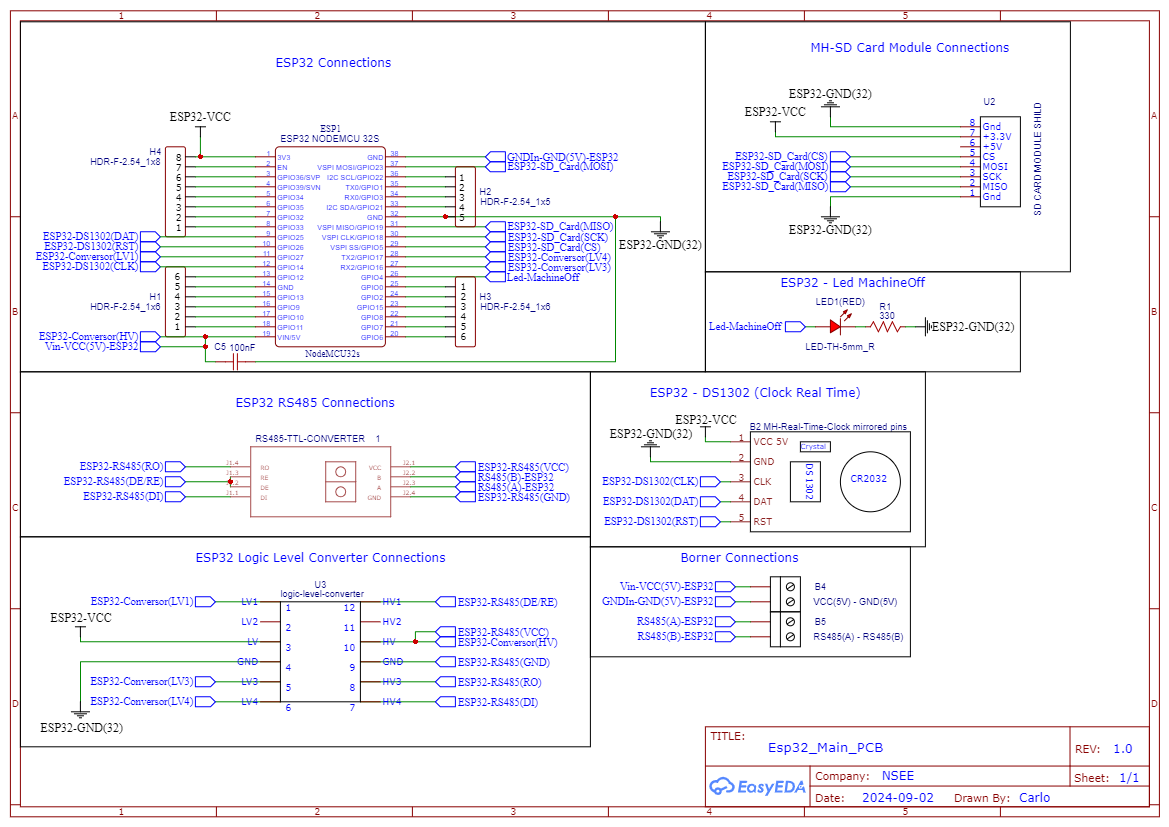 1 2 3 4 5
A
B
C
D
A
B
C
D
ESP32 Connections
ESP32-VCC
H4
HDR-F-2.54_1x8
8
7
6
5
4
3
2
1
ESP1
ESP32 NODEMCU 32S
1 3V3
2 EN
3 GPIO36/SVP
4 GPIO39/SVN
5 GPIO34
6 GPIO35
7 GPIO32
8 GPIO33
9 GPIO25
10 GPIO26
11 GPIO27
12 GPIO14
13 GPIO12
14 GND
15 GPIO13
16 GPIO9
17 GPIO10
18 GPIO11
19 VIN/5V
GND 38
VSPI MOSI/GPIO23 37
I2C SCL/GPIO22 36
TX0/GPIO1 35
RX0/GPIO3 34
I2C SDA/GPIO21 33
GND 32
VSPI MISO/GPIO19 31
VSPI CLK/GPIO18 30
VSPI SS/GPIO5 29
TX2/GPIO17 28
RX2/GPIO16 27
GPIO4 26
GPIO0 25
GPIO2 24
GPIO15 23
GPIO8 22
GPIO7 21
GPIO6 20
NodeMCU32s
ESP32-DS1302(DAT)
ESP32-DS1302(RST)
ESP32-Conversor(LV1)
ESP32-DS1302(CLK)
H1
HDR-F-2.54_1x6
6
5
4
3
2
1
ESP32-Conversor(HV)
Vin-VCC(5V)-ESP32
C5 100nF
GNDIn-GND(5V)-ESP32
ESP32-SD_Card(MOSI)
1
2
3
4
5
H2
HDR-F-2.54_1x5
ESP32-GND(32)
ESP32-SD_Card(MISO)
ESP32-SD_Card(SCK)
ESP32-SD_Card(CS)
ESP32-Conversor(LV4)
ESP32-Conversor(LV3)
Led-MachineOff
1
2
3
4
5
6
H3
HDR-F-2.54_1x6
MH-SD Card Module Connections
ESP32-GND(32)
ESP32-VCC
U2
8 Gnd
7 +3.3V
6 +5V
5 CS
4 MOSI
3 SCK
2 MISO
1 Gnd
SD CARD MODULE SHILD
ESP32-SD_Card(CS)
ESP32-SD_Card(MOSI)
ESP32-SD_Card(SCK)
ESP32-SD_Card(MISO)
ESP32-GND(32)
ESP32 - Led MachineOff
LED1(RED)
R1
330
Led-MachineOff
ESP32-GND(32)
LED-TH-5mm_R
ESP32 RS485 Connections
RS485-TTL-CONVERTER 1
ESP32-RS485(RO)
ESP32-RS485(DE/RE)
ESP32-RS485(DI)
J1.4 RO
J1.3 RE
J1.2 DE
J1.1 DI
VCC J2.1
B J2.2
A J2.3
GND J2.4
ESP32-RS485(VCC)
RS485(B)-ESP32
RS485(A)-ESP32
ESP32-RS485(GND)
ESP32 - DS1302 (Clock Real Time)
ESP32-VCC
ESP32-GND(32)
B2 MH-Real-Time-Clock mirrored pins
1 VCC 5V
2 GND
3 CLK
4 DAT
5 RST
Crystal
DS1302
CR2032
ESP32-DS1302(CLK)
ESP32-DS1302(DAT)
ESP32-DS1302(RST)
ESP32 Logic Level Converter Connections
U3
logic-level-converter
ESP32-Conversor(LV1)
ESP32-VCC
ESP32-Conversor(LV3)
ESP32-Conversor(LV4)
ESP32-GND(32)
LV1 1
LV2 2
LV 3
GND 4
LV3 5
LV4 6
12 HV1
11 HV2
10 HV
9 GND
8 HV3
7 HV4
ESP32-RS485(DE/RE)
ESP32-RS485(VCC)
ESP32-Conversor(HV)
ESP32-RS485(GND)
ESP32-RS485(RO)
ESP32-RS485(DI)
Borner Connections
Vin-VCC(5V)-ESP32
GNDIn-GND(5V)-ESP32
RS485(A)-ESP32
RS485(B)-ESP32
B4
VCC(5V) - GND(5V)
B5
RS485(A) - RS485(B)
TITLE:
Esp32_Main_PCB
REV: 1.0
EasyEDA
Company: NSEE
Sheet: 1/1
Date: 2024-09-02 Drawn By: Carlo
1 2 3 4 5